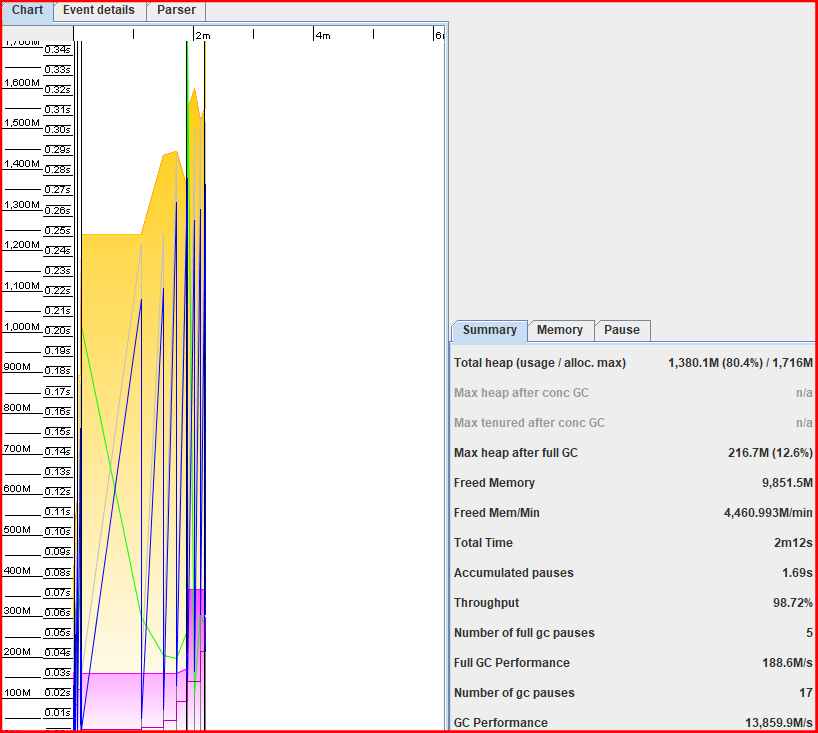 Chart Event details Parser
2m 4m
1,700M
0.34s
0.33s
1,600M
0.32s
0.31s
1,500M
0.30s
0.29s
1,400M
0.28s
0.27s
1,300M
0.26s
0.25s
1,200M
0.24s
0.23s
1,100M
0.22s
0.21s
1,000M
0.20s
0.19s
900M
0.18s
0.17s
800M
0.16s
0.15s
700M
0.14s
0.13s
600M
0.12s
0.11s
500M
0.10s
0.09s
400M
0.08s
0.07s
300M
0.06s
0.05s
200M
0.04s
0.03s
100M
0.02s
0.01s
Summary Memory Pause
Total heap (usage / alloc. max) 1,380.1M (80.4%) / 1,716M
Max heap after conc GC n/a
Max tenured after conc GC n/a
Max heap after full GC 216.7M (12.6%)
Freed Memory 9,851.5M
Freed Mem/Min 4,460.993M/min
Total Time 2m12s
Accumulated pauses 1.69s
Throughput 98.72%
Number of full gc pauses 5
Full GC Performance 188.6M/s
Number of gc pauses 17
GC Performance 13,859.9M/s